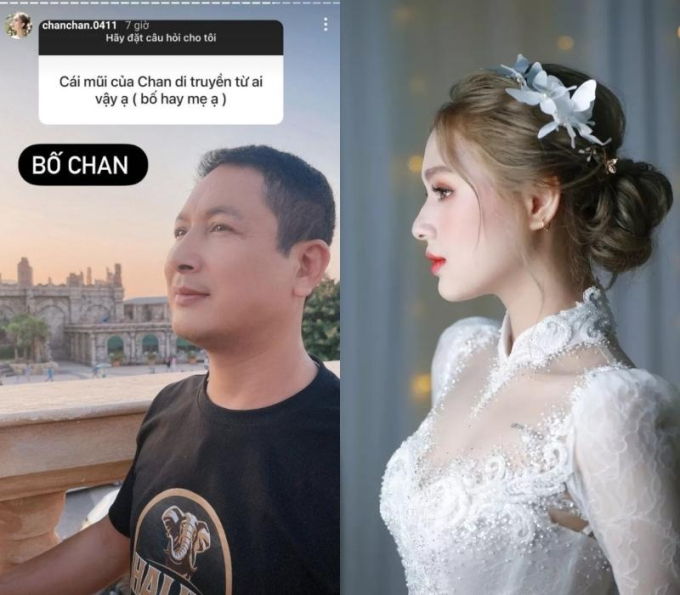 chanchan.0411 7 giờ
Hãy đặt câu hỏi cho tôi
Cái mũi của Chan di truyền từ ai
vậy ạ ( bố hay mẹ ạ )
BỐ CHAN